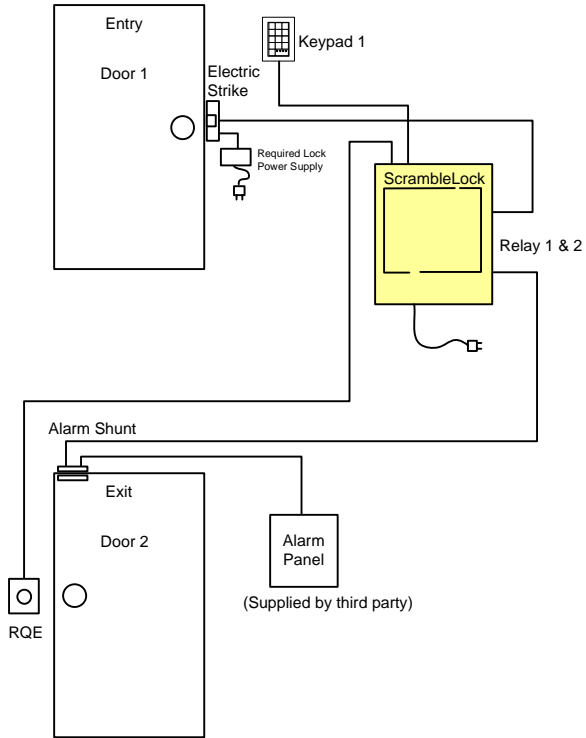 Entry
Door 1
Electric
Strike
Keypad 1
Required Lock
Power Supply
ScrambleLock
Relay 1 & 2
Alarm Shunt
Exit
Door 2
Alarm
Panel
(Supplied by third party)
RQE